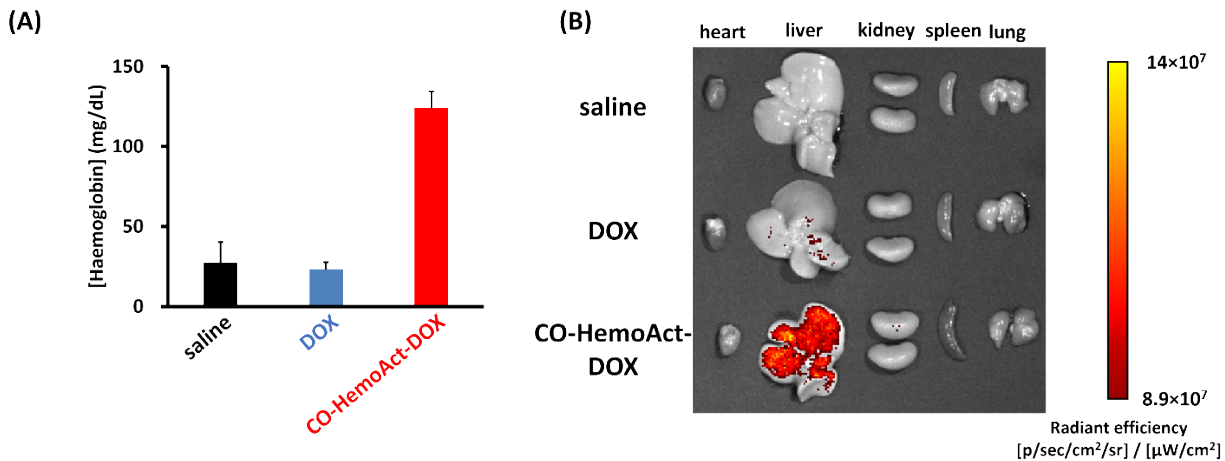 (A)
[Haemoglobin] (mg/dL)
150
100
50
0
saline
DOX
CO-HemoAct-DOX
(B)
heart liver kidney spleen lung
saline
DOX
CO-HemoAct-
DOX
14×10⁷
8.9×10⁷
Radiant efficiency
[p/sec/cm²/sr] / [µW/cm²]